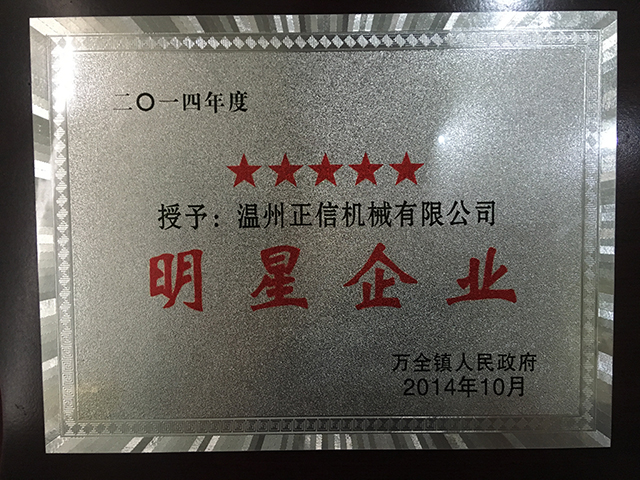 二〇一四年度
★★★★★
授予：温州正信机械有限公司
明星企业
万全镇人民政府
2014年10月